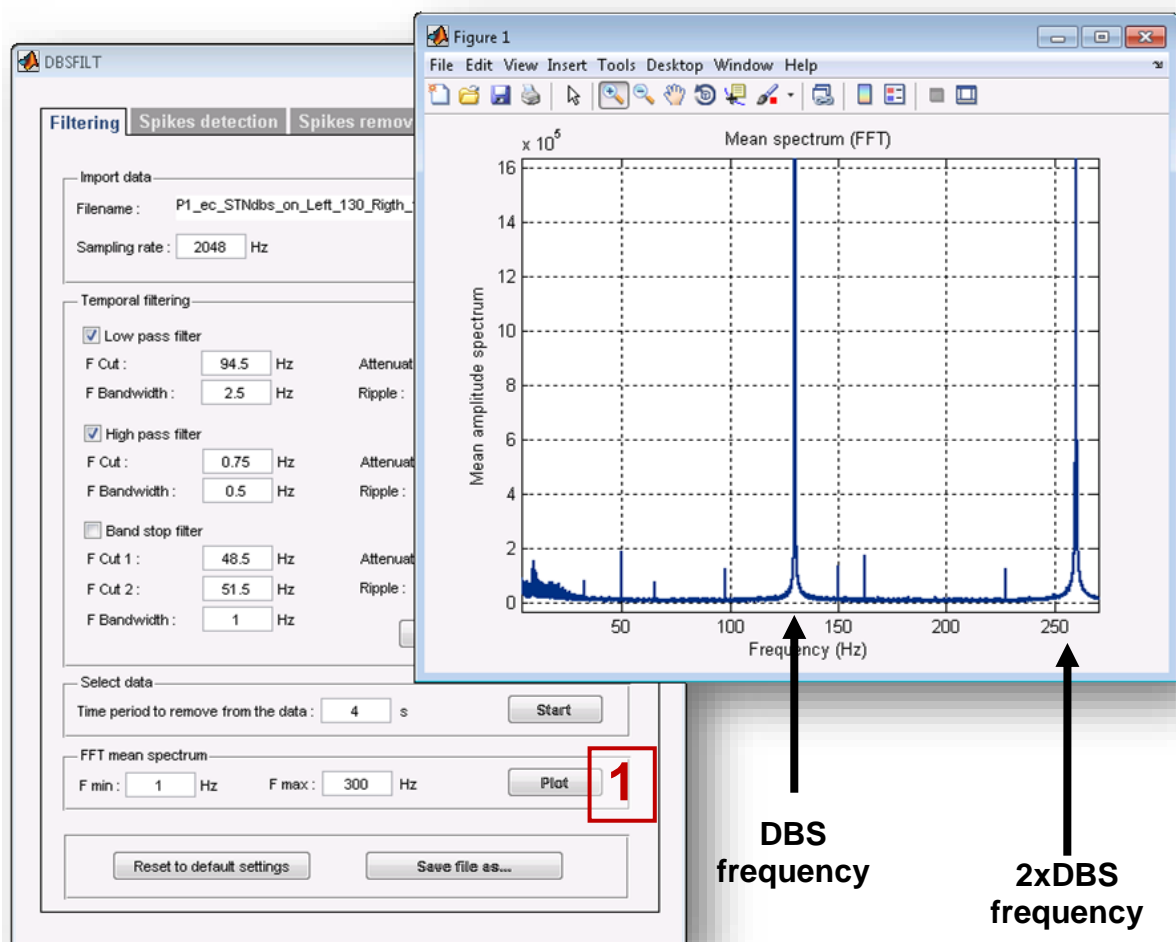 DBSFILT
Filtering Spikes detection Spikes remov
Import data
Filename : P1_ec_STNdbs_on_Left_130_Rigth_
Sampling rate : 2048 Hz
Temporal filtering
Low pass filter
F Cut : 94.5 Hz Attenuat
F Bandwidth : 2.5 Hz Ripple :
High pass filter
F Cut : 0.75 Hz Attenuat
F Bandwidth : 0.5 Hz Ripple :
Band stop filter
F Cut 1 : 48.5 Hz Attenuat
F Cut 2 : 51.5 Hz Ripple :
F Bandwidth : 1 Hz
Select data
Time period to remove from the data : 4 s Start
FFT mean spectrum
F min : 1 Hz F max : 300 Hz Plot
1
Reset to default settings Save file as...
Figure 1
File Edit View Insert Tools Desktop Window Help
Mean spectrum (FFT)
x 10^5
16
14
12
10
8
6
4
2
0
Mean amplitude spectrum
50 100 150 200 250
Frequency (Hz)
DBS
frequency
2xDBS
frequency